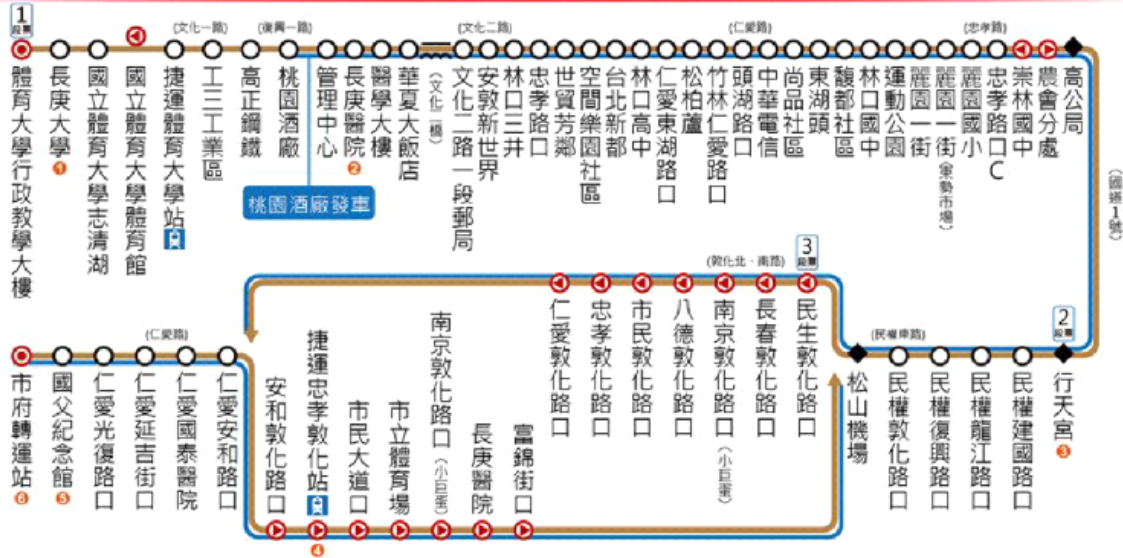 1
段票
(文化一路)
(復興一路)
(文化二路)
(仁愛路)
(忠孝路)
體育大學行政教學大樓
長庚大學
1
國立體育大學志清湖
國立體育大學體育館
捷運體育大學站
工三工業區
高正鋼鐵
桃園酒廠
管理中心
長庚醫院
2
醫學大樓
華夏大飯店
(文化一橋)
文化二路一段郵局
安敦新世界
林口三井
忠孝路口
世貿芳鄰
空間樂園社區
台北新都
林口高中
仁愛東湖路口
松柏蘆
竹林仁愛路口
頭湖路口
中華電信
尚品社區
東湖頭
馥都社區
林口國中
運動公園
麗園一街
麗園一街(東勢市場)
麗園國小
忠孝路口C
崇林國中
農會分處
高公局
桃園酒廠發車
(國道1號)
2
段票
行天宮
3
民權建國路口
民權龍江路口
民權復興路口
民權敦化路口
(民權東路)
松山機場
3
段票
(敦化北、南路)
民生敦化路口
長春敦化路口
南京敦化路口(小巨蛋)
八德敦化路口
市民敦化路口
忠孝敦化路口
仁愛敦化路口
富錦街口
長庚醫院
南京敦化路口(小巨蛋)
市立體育場
市民大道口
捷運忠孝敦化站
4
安和敦化路口
(仁愛路)
仁愛安和路口
仁愛國泰醫院
仁愛延吉街口
仁愛光復路口
國父紀念館
5
市府轉運站
6